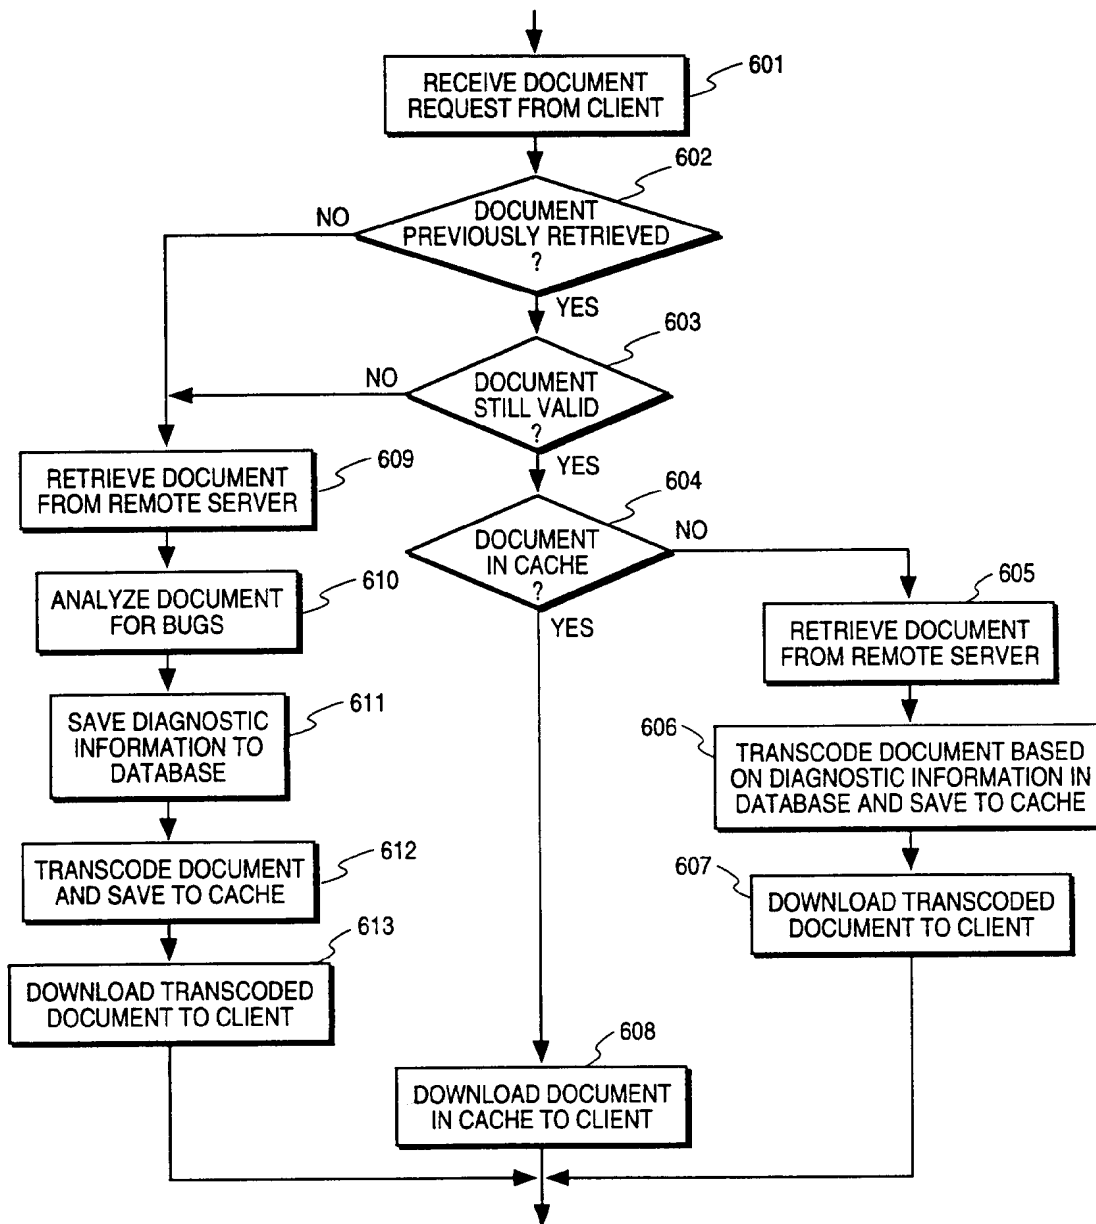 601
RECEIVE DOCUMENT
REQUEST FROM CLIENT
602
DOCUMENT
PREVIOUSLY RETRIEVED
?
NO
YES
603
DOCUMENT
STILL VALID
?
NO
YES
604
DOCUMENT
IN CACHE
?
NO
YES
609
RETRIEVE DOCUMENT
FROM REMOTE SERVER
610
ANALYZE DOCUMENT
FOR BUGS
611
SAVE DIAGNOSTIC
INFORMATION TO
DATABASE
612
TRANSCODE DOCUMENT
AND SAVE TO CACHE
613
DOWNLOAD TRANSCODED
DOCUMENT TO CLIENT
605
RETRIEVE DOCUMENT
FROM REMOTE SERVER
606
TRANSCODE DOCUMENT BASED
ON DIAGNOSTIC INFORMATION IN
DATABASE AND SAVE TO CACHE
607
DOWNLOAD TRANSCODED
DOCUMENT TO CLIENT
608
DOWNLOAD DOCUMENT
IN CACHE TO CLIENT